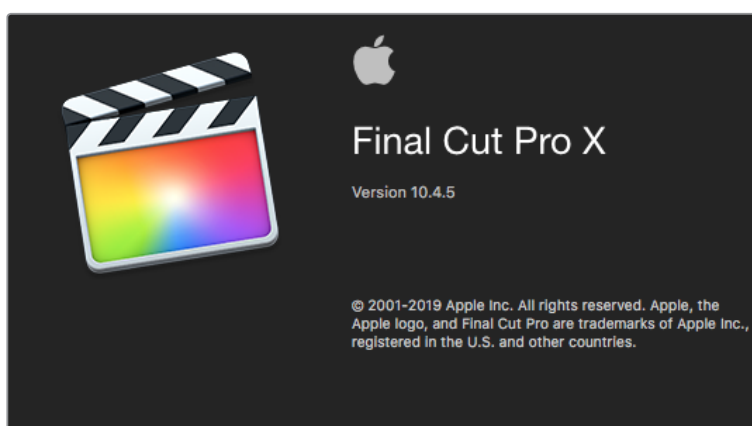 Final Cut Pro X
Version 10.4.5
© 2001-2019 Apple Inc. All rights reserved. Apple, the
Apple logo, and Final Cut Pro are trademarks of Apple Inc.,
registered in the U.S. and other countries.